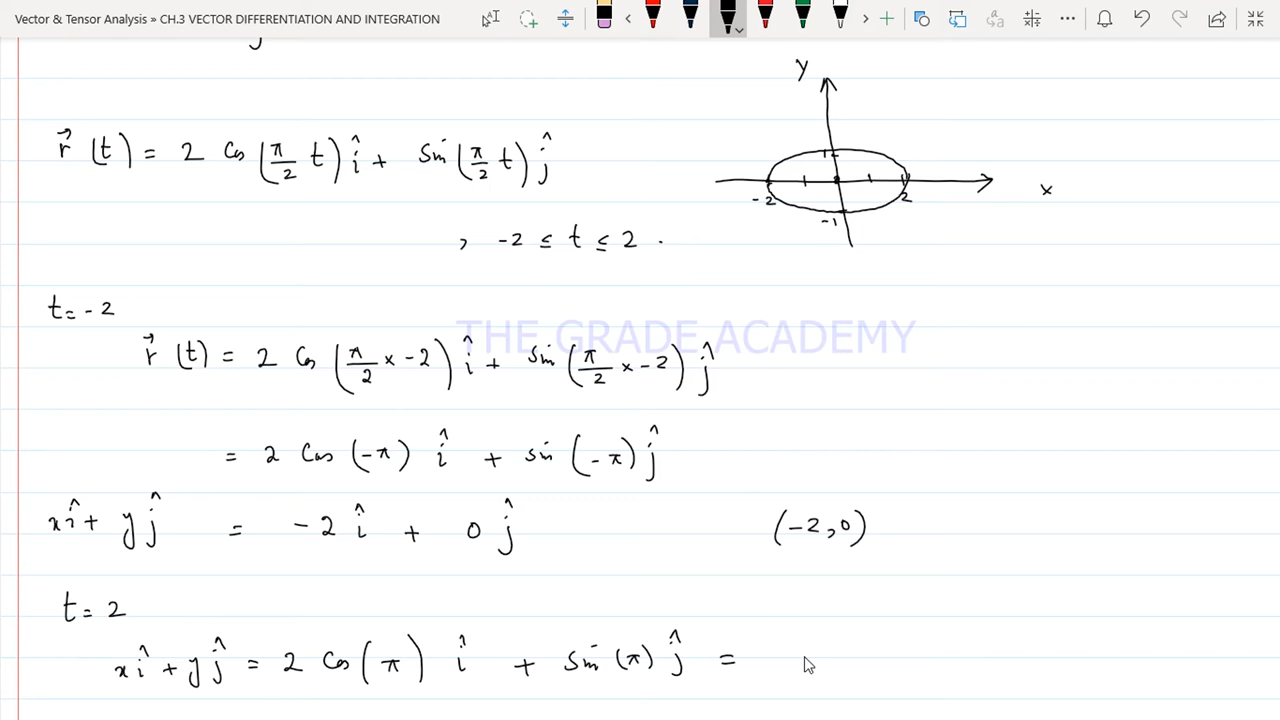 Vector & Tensor Analysis » CH.3 VECTOR DIFFERENTIATION AND INTEGRATION
y
r⃗ (t) = 2 Cos (π/2 t) î + Sin (π/2 t) ĵ
1
-2 2
-1
x
, -2 ≤ t ≤ 2 .
t = -2
THE GRADE ACADEMY
r⃗ (t) = 2 Cos (π/2 x -2) î + sin (π/2 x -2) ĵ
= 2 Cos (-π) î + sin (-π) ĵ
xî + yĵ = -2 î + 0 ĵ (-2,0)
t = 2
xî + yĵ = 2 Cos (π) î + Sin (π) ĵ =